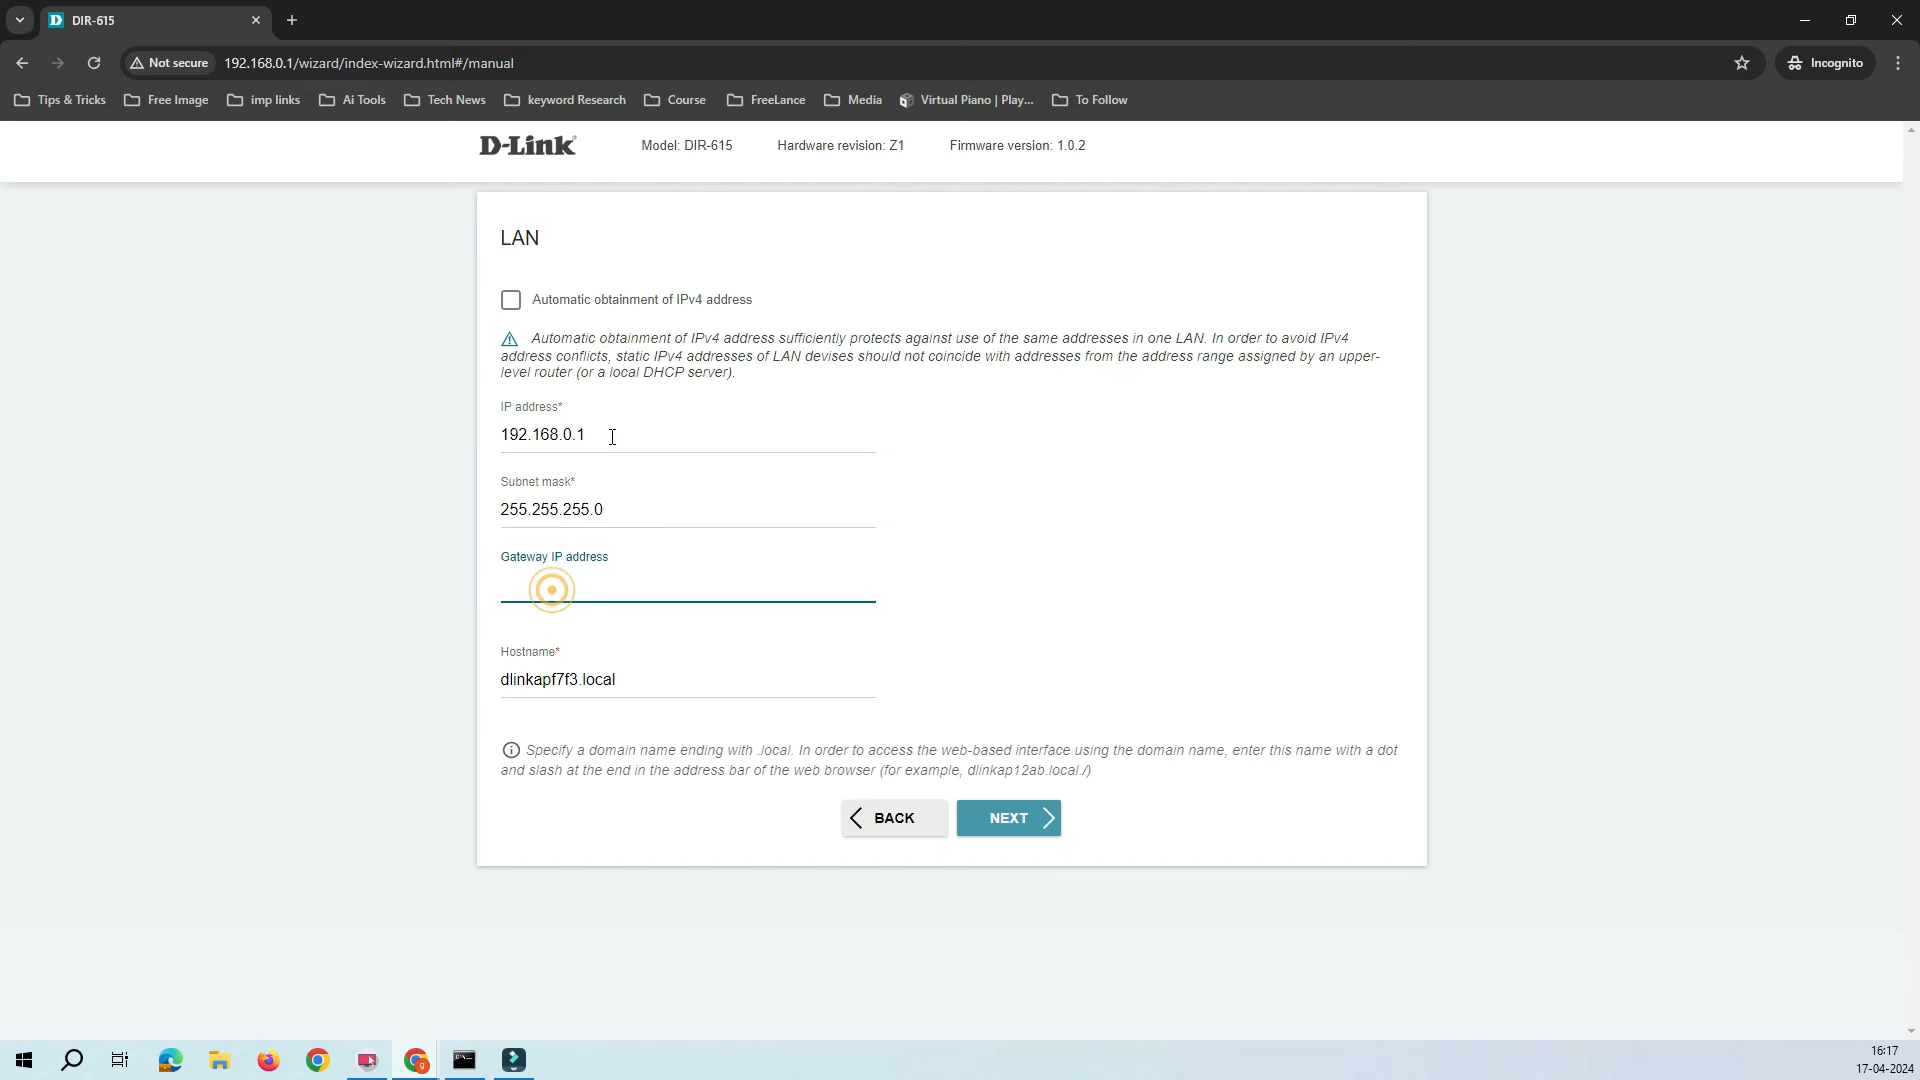 DIR-615
Not secure 192.168.0.1/wizard/index-wizard.html#/manual Incognito
Tips & Tricks Free Image imp links Ai Tools Tech News keyword Research Course FreeLance Media Virtual Piano | Play... To Follow
D-Link Model: DIR-615 Hardware revision: Z1 Firmware version: 1.0.2
LAN
Automatic obtainment of IPv4 address
Automatic obtainment of IPv4 address sufficiently protects against use of the same addresses in one LAN. In order to avoid IPv4
address conflicts, static IPv4 addresses of LAN devises should not coincide with addresses from the address range assigned by an upper-
level router (or a local DHCP server).
IP address*
192.168.0.1
Subnet mask*
255.255.255.0
Gateway IP address
Hostname*
dlinkapf7f3.local
Specify a domain name ending with .local. In order to access the web-based interface using the domain name, enter this name with a dot
and slash at the end in the address bar of the web browser (for example, dlinkap12ab.local./)
BACK NEXT
16:17
17-04-2024